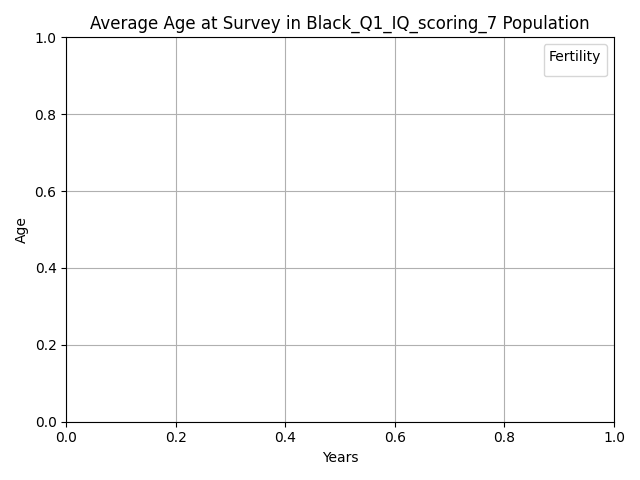 Average Age at Survey in Black_Q1_IQ_scoring_7 Population
Fertility
1.0
0.8
0.6
0.4
0.2
0.0
Age
0.0 0.2 0.4 0.6 0.8 1.0
Years